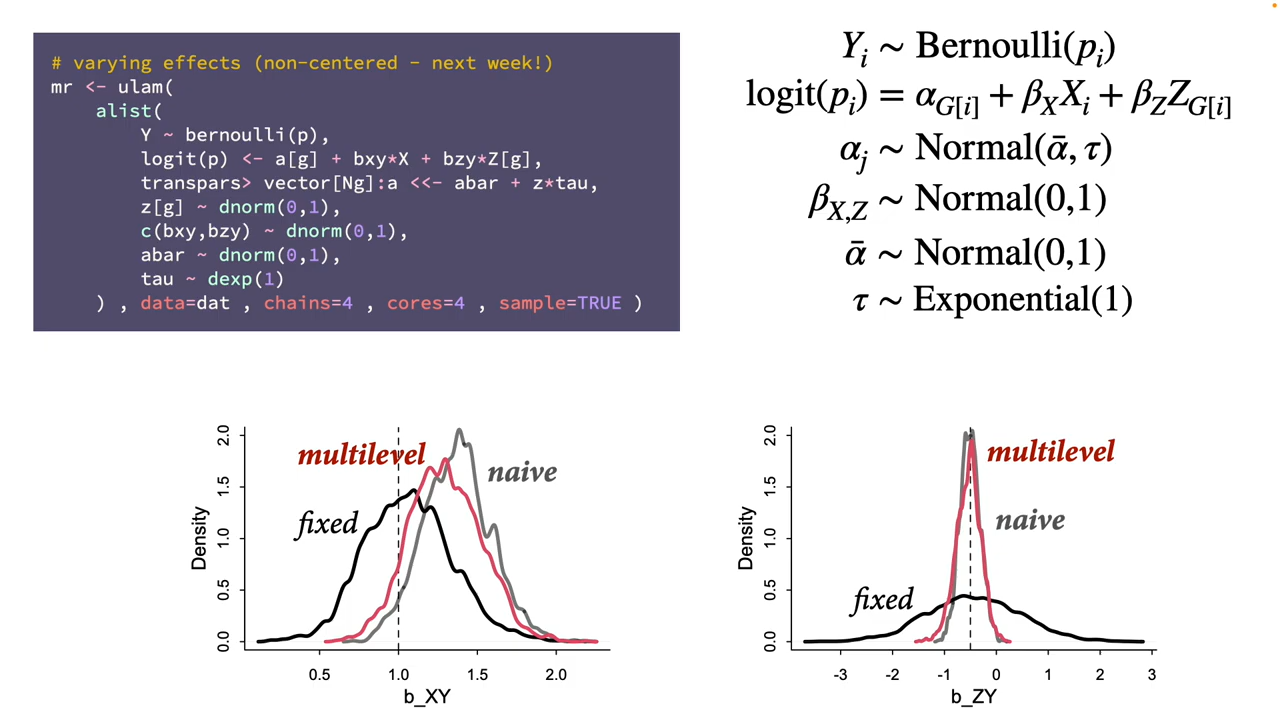 # varying effects (non-centered - next week!)
mr <- ulam(
alist(
Y ~ bernoulli(p),
logit(p) <- a[g] + bxy*X + bzy*Z[g],
transpars> vector[Ng]:a <<- abar + z*tau,
z[g] ~ dnorm(0,1),
c(bxy,bzy) ~ dnorm(0,1),
abar ~ dnorm(0,1),
tau ~ dexp(1)
) , data=dat , chains=4 , cores=4 , sample=TRUE )
Yᵢ ∼ Bernoulli(pᵢ)
logit(pᵢ) = α_G[i] + β_X Xᵢ + β_Z Z_G[i]
αⱼ ∼ Normal(ᾱ, τ)
β_X,Z ∼ Normal(0,1)
ᾱ ∼ Normal(0,1)
τ ∼ Exponential(1)
multilevel
naive
fixed
Density
0.0 0.5 1.0 1.5 2.0
0.5 1.0 1.5 2.0
b_XY
multilevel
naive
fixed
Density
0.0 0.5 1.0 1.5 2.0
-3 -2 -1 0 1 2 3
b_ZY